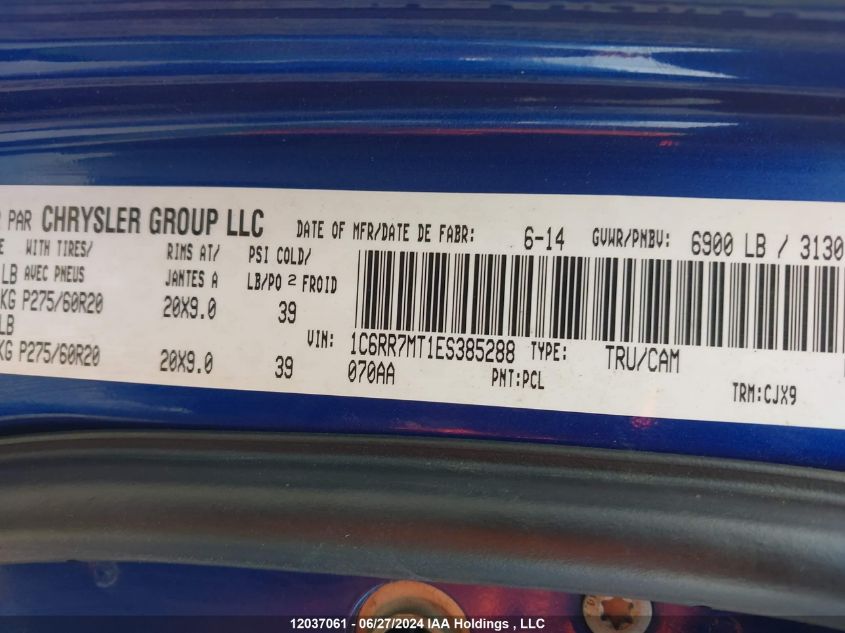 PAR CHRYSLER GROUP LLC DATE OF MFR/DATE DE FABR: 6-14 GVWR/PNBV: 6900 LB / 3130
WITH TIRES/ RIMS AT/ PSI COLD/
LB AVEC PNEUS JANTES A LB/PO 2 FROID
KG P275/60R20 20X9.0 39
LB
KG P275/60R20 20X9.0 39
VIN: 1C6RR7MT1ES385288 TYPE: TRU/CAM
070AA PNT:PCL TRM:CJX9
12037061 - 06/27/2024 IAA Holdings , LLC